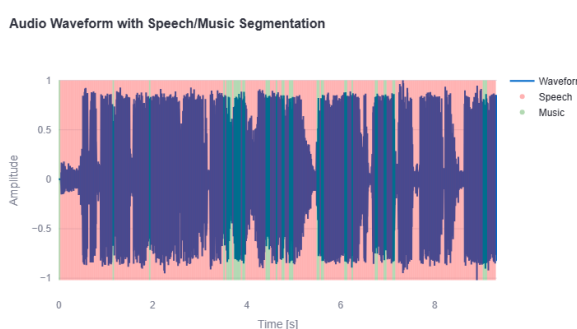 Audio Waveform with Speech/Music Segmentation
1
0.5
0
−0.5
−1
Amplitude
0
2
4
6
8
Time [s]
Waveform
Speech
Music